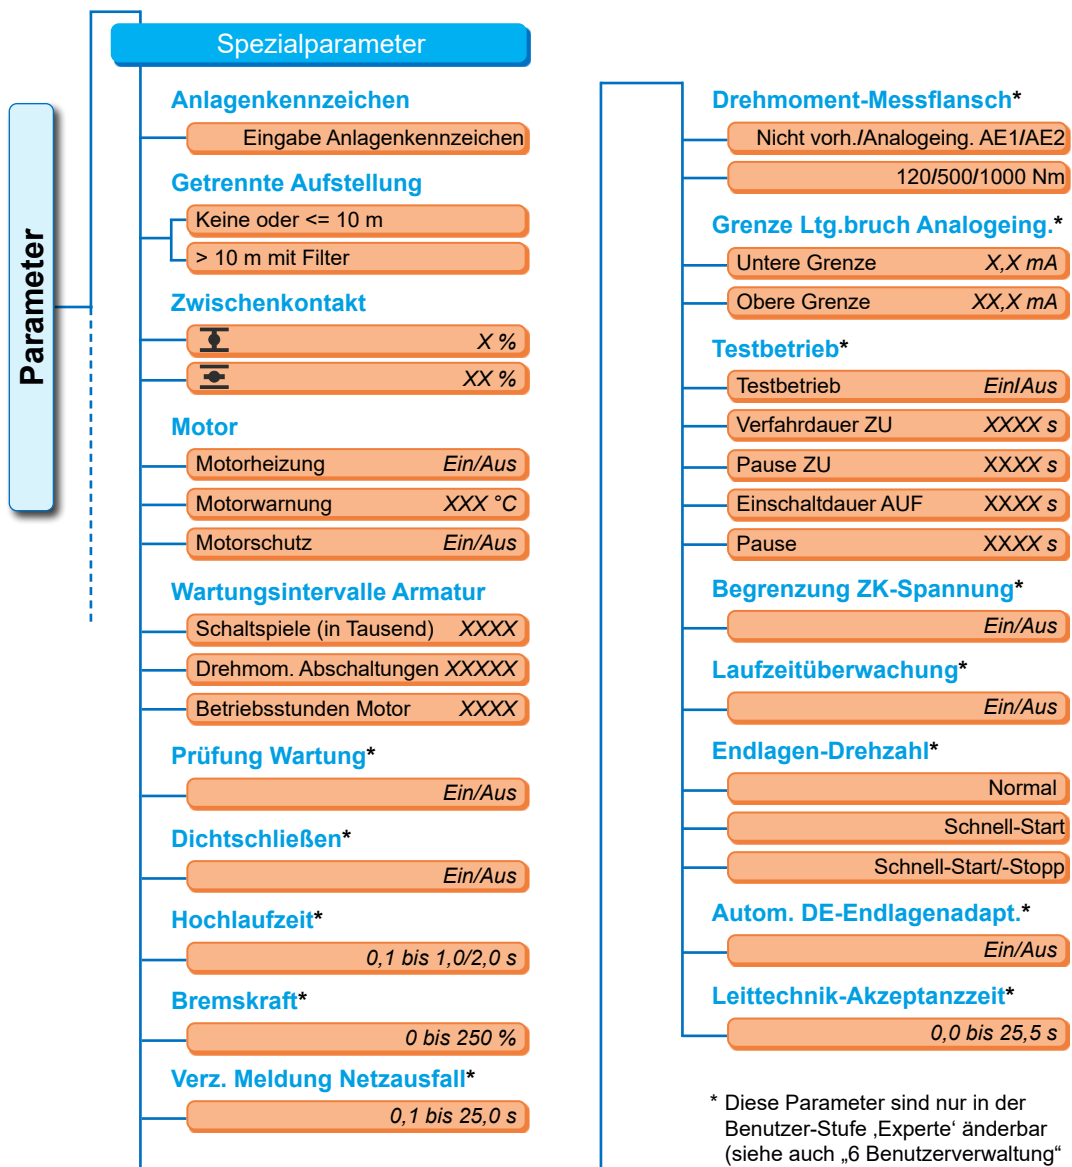 Parameter
Spezialparameter
Anlagenkennzeichen
Eingabe Anlagenkennzeichen
Getrennte Aufstellung
Keine oder <= 10 m
> 10 m mit Filter
Zwischenkontakt
X %
XX %
Motor
Motorheizung Ein/Aus
Motorwarnung XXX °C
Motorschutz Ein/Aus
Wartungsintervalle Armatur
Schaltspiele (in Tausend) XXXX
Drehmom. Abschaltungen XXXXX
Betriebsstunden Motor XXXX
Prüfung Wartung*
Ein/Aus
Dichtschließen*
Ein/Aus
Hochlaufzeit*
0,1 bis 1,0/2,0 s
Bremskraft*
0 bis 250 %
Verz. Meldung Netzausfall*
0,1 bis 25,0 s
Drehmoment-Messflansch*
Nicht vorh./Analogeing. AE1/AE2
120/500/1000 Nm
Grenze Ltg.bruch Analogeing.*
Untere Grenze X,X mA
Obere Grenze XX,X mA
Testbetrieb*
Testbetrieb Ein/Aus
Verfahrdauer ZU XXXX s
Pause ZU XXXX s
Einschaltdauer AUF XXXX s
Pause XXXX s
Begrenzung ZK-Spannung*
Ein/Aus
Laufzeitüberwachung*
Ein/Aus
Endlagen-Drehzahl*
Normal
Schnell-Start
Schnell-Start/-Stopp
Autom. DE-Endlagenadapt.*
Ein/Aus
Leittechnik-Akzeptanzzeit*
0,0 bis 25,5 s
* Diese Parameter sind nur in der
Benutzer-Stufe ‚Experte‘ änderbar
(siehe auch „6 Benutzerverwaltung“